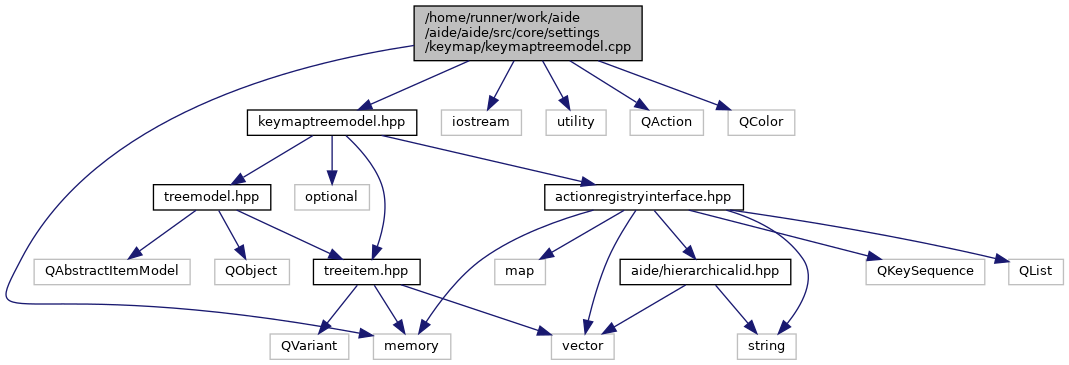 /home/runner/work/aide
/aide/aide/src/core/settings
/keymap/keymaptreemodel.cpp
keymaptreemodel.hpp
iostream
utility
QAction
QColor
treemodel.hpp
optional
actionregistryinterface.hpp
QAbstractItemModel
QObject
treeitem.hpp
map
aide/hierarchicalid.hpp
QKeySequence
QList
QVariant
memory
vector
string